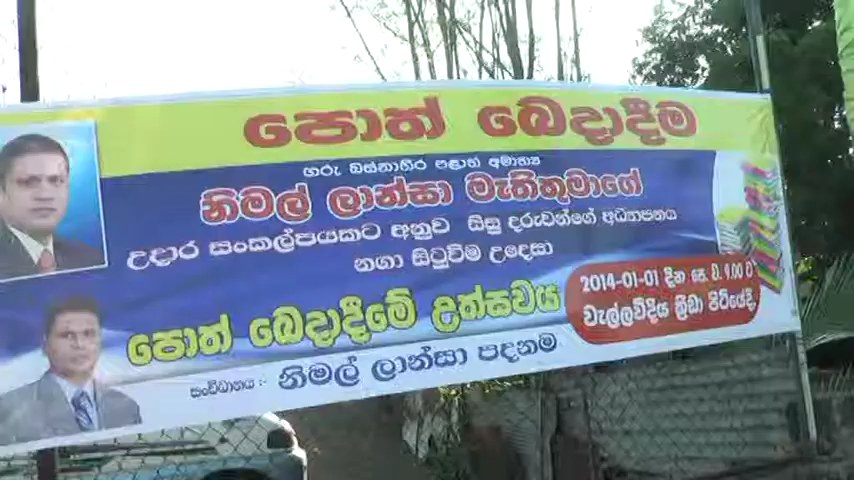 පොත් බෙදාදීම
ගරු බස්නාහිර පළාත් අමාත්‍ය
නිමල් ලාන්සා මැතිතුමාගේ
උදාර සංකල්පයකට අනුව සිසු දරුවන්ගේ අධ්‍යාපනය
නගා සිටුවීම උදෙසා
පොත් බෙදාදීමේ උත්සවය
2014-01-01 දින පෙ. ව. 9.00 ට
වැල්ලවීදිය ක්‍රීඩා පිටියේදී.
සංවිධානය :- නිමල් ලාන්සා පදනම